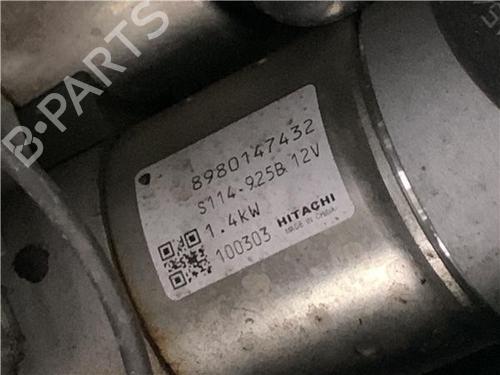 B-PARTS
8980147432
S114-925B 12V
1.4KW
100303 HITACHI
MADE IN CHINA